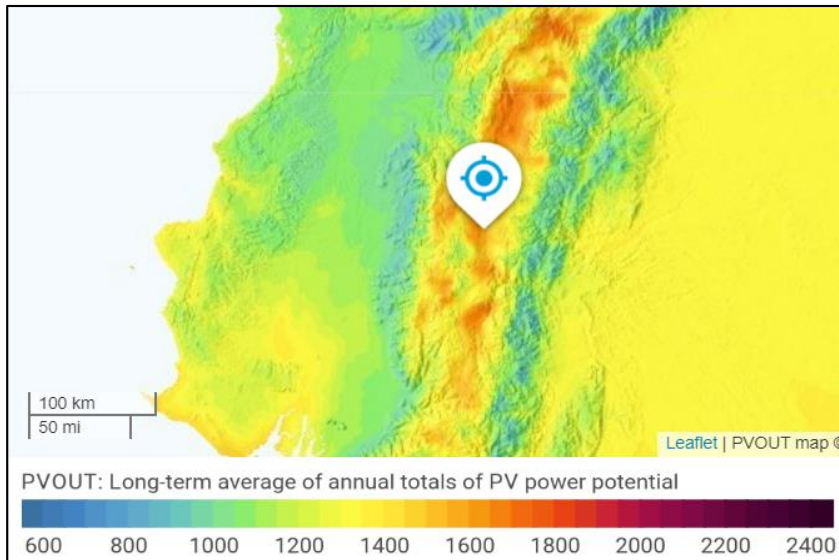 100 km
50 mi
Leaflet | PVOUT map ©
PVOUT: Long-term average of annual totals of PV power potential
600 800 1000 1200 1400 1600 1800 2000 2200 2400